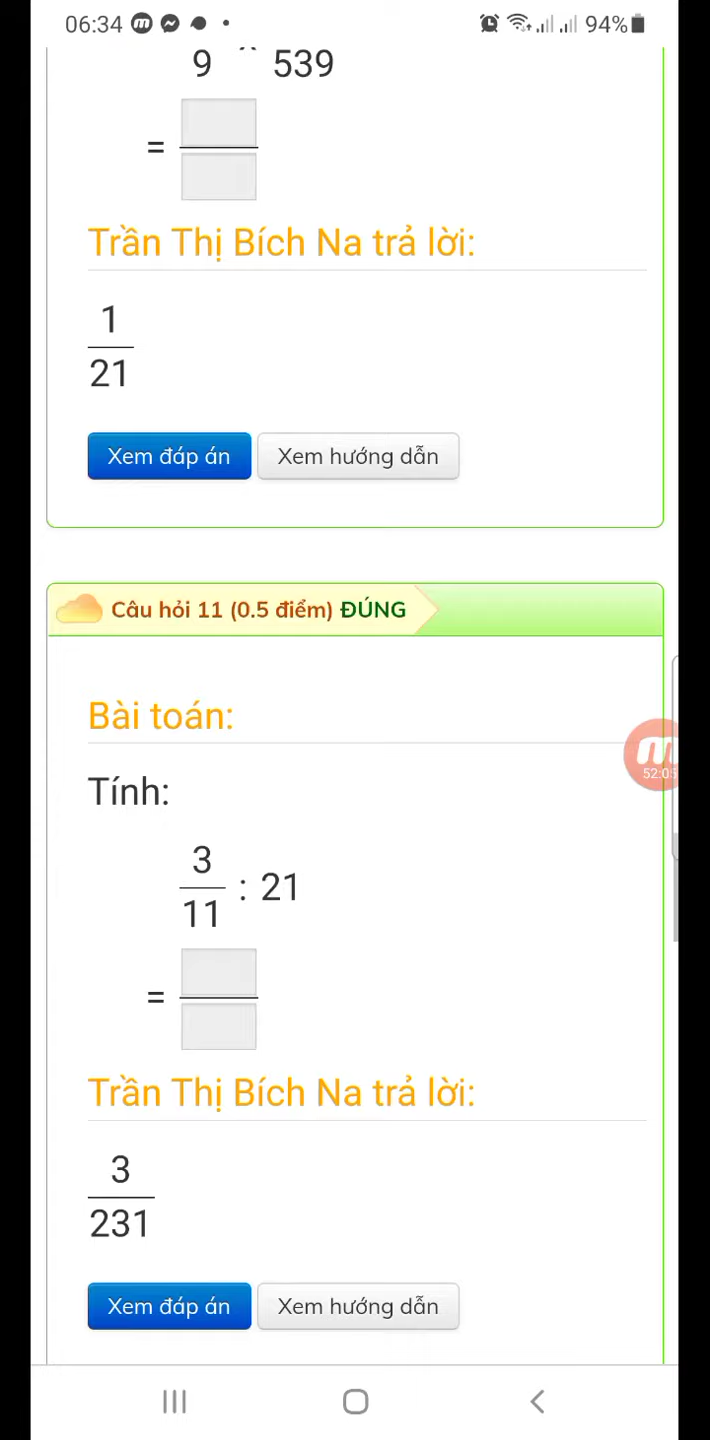 06:34 94%
9 539
=
Trần Thị Bích Na trả lời:
1
21
Xem đáp án Xem hướng dẫn
Câu hỏi 11 (0.5 điểm) ĐÚNG
Bài toán:
52:05
Tính:
3
11 : 21
=
Trần Thị Bích Na trả lời:
3
231
Xem đáp án Xem hướng dẫn